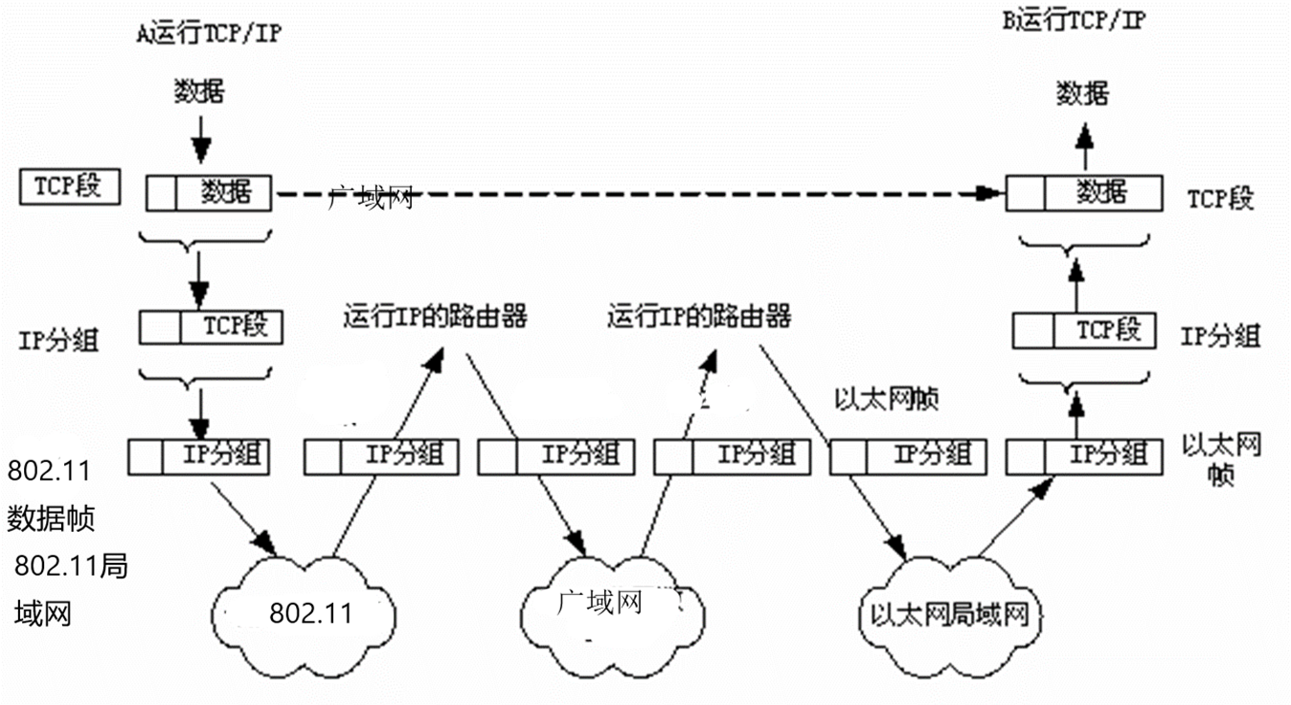 A运行TCP/IP
B运行TCP/IP
数据
数据
TCP段
数据
广域网
数据
TCP段
运行IP的路由器
运行IP的路由器
IP分组
TCP段
TCP段
IP分组
以太网帧
IP分组
IP分组
IP分组
IP分组
IP分组
IP分组
以太网
帧
802.11
数据帧
802.11局
域网
802.11
广域网
以太网局域网